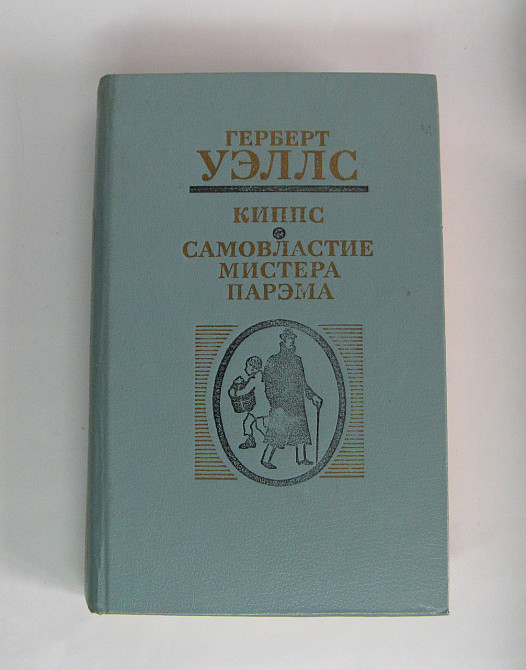 ГЕРБЕРТ
УЭЛЛС
КИППС
САМОВЛАСТИЕ
МИСТЕРА
ПАРЭМА